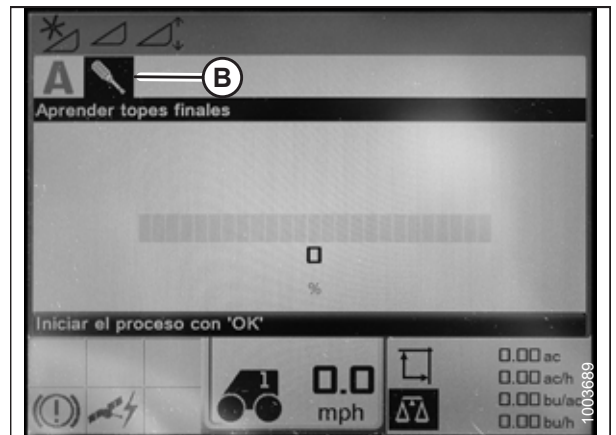 A
B
Aprender topes finales
0
%
Iniciar el proceso con 'OK'
1
0.0
mph
0.00 ac
0.00 ac/h
0.00 bu/ac
0.00 bu/h
1003689